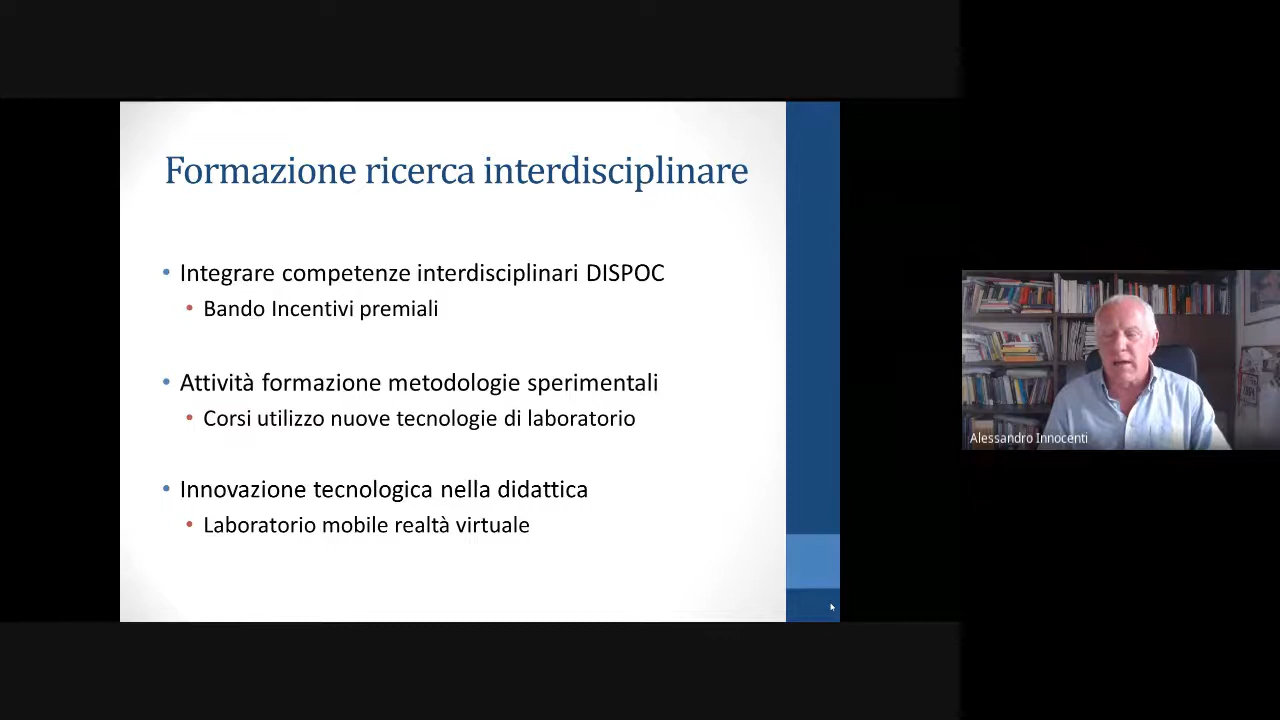 Formazione ricerca interdisciplinare
Integrare competenze interdisciplinari DISPOC
Bando Incentivi premiali
Attività formazione metodologie sperimentali
Corsi utilizzo nuove tecnologie di laboratorio
Innovazione tecnologica nella didattica
Laboratorio mobile realtà virtuale
Alessandro Innocenti